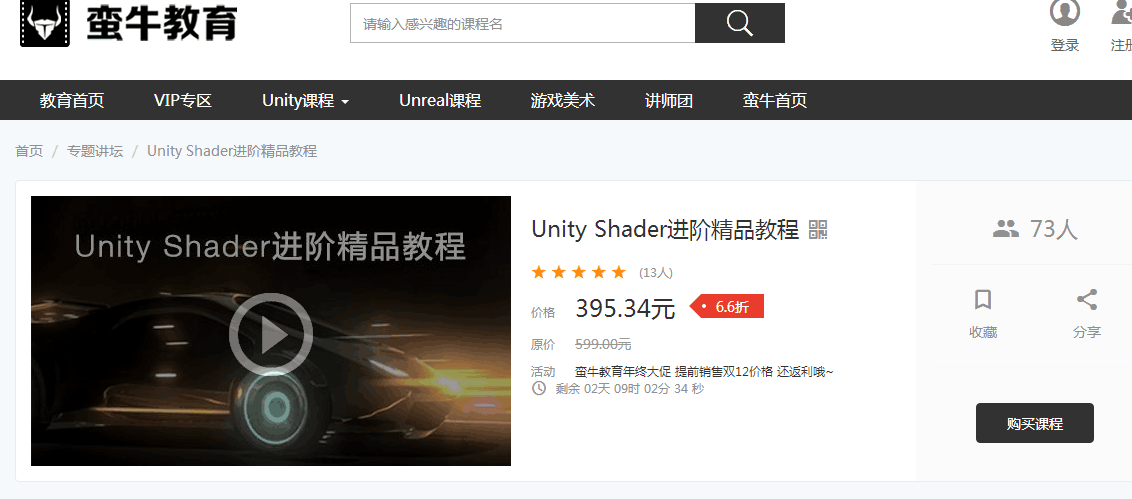 蛮牛教育
请输入感兴趣的课程名
登录
教育首页 VIP专区 Unity课程 Unreal课程 游戏美术 讲师团 蛮牛首页
首页 / 专题讲坛 / Unity Shader进阶精品教程
Unity Shader进阶精品教程
Unity Shader进阶精品教程
(13人)
价格 395.34元 6.6折
原价 599.00元
活动 蛮牛教育年终大促 提前销售双12价格 还返利哦~
剩余 02天 09时 02分 34 秒
73人
收藏 分享
购买课程